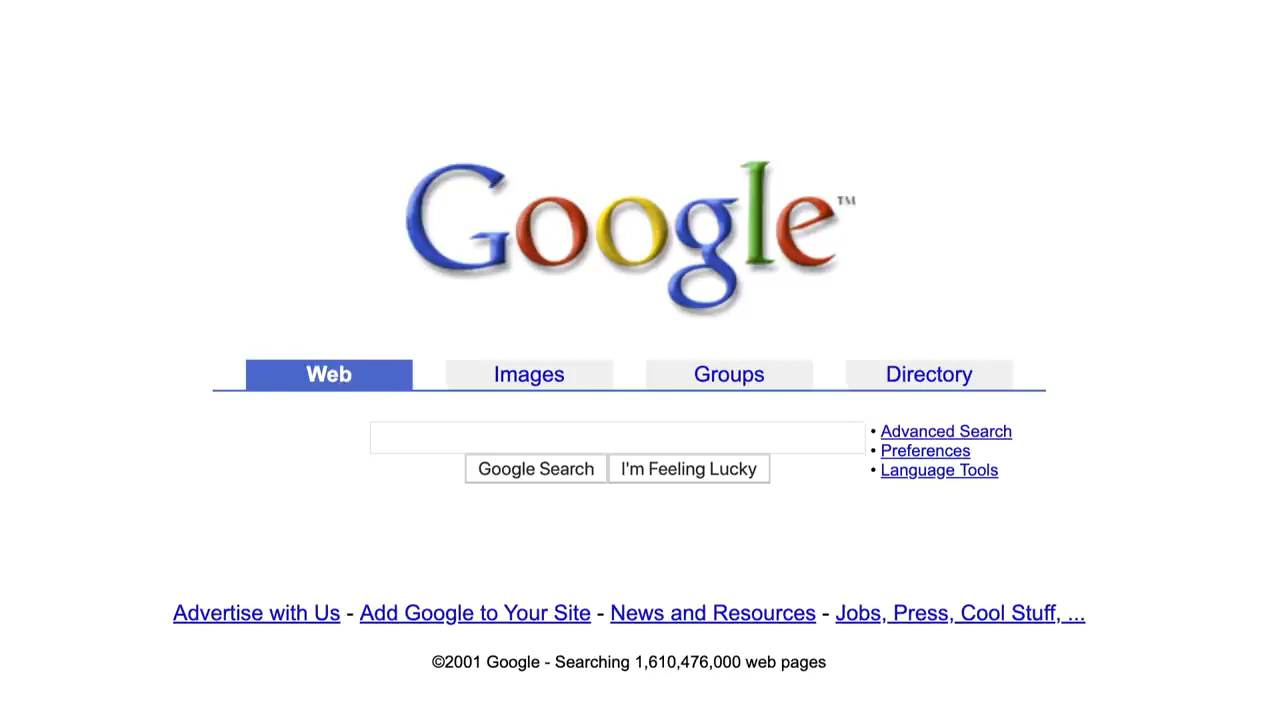 Google™
Web Images Groups Directory
• Advanced Search
• Preferences
• Language Tools
Google Search I'm Feeling Lucky
Advertise with Us - Add Google to Your Site - News and Resources - Jobs, Press, Cool Stuff, ...
©2001 Google - Searching 1,610,476,000 web pages